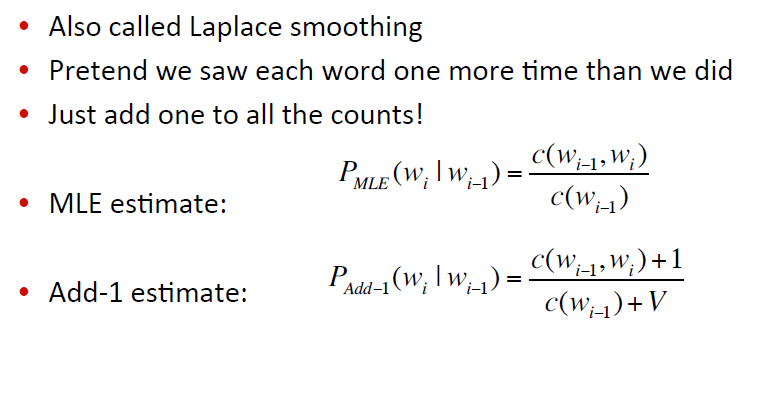 • Also called Laplace smoothing
• Pretend we saw each word one more time than we did
• Just add one to all the counts!
• MLE estimate: P_{MLE}(w_i | w_{i–1}) = \frac{c(w_{i–1}, w_i)}{c(w_{i–1})}
• Add-1 estimate: P_{Add–1}(w_i | w_{i–1}) = \frac{c(w_{i–1}, w_i)+1}{c(w_{i–1})+V}